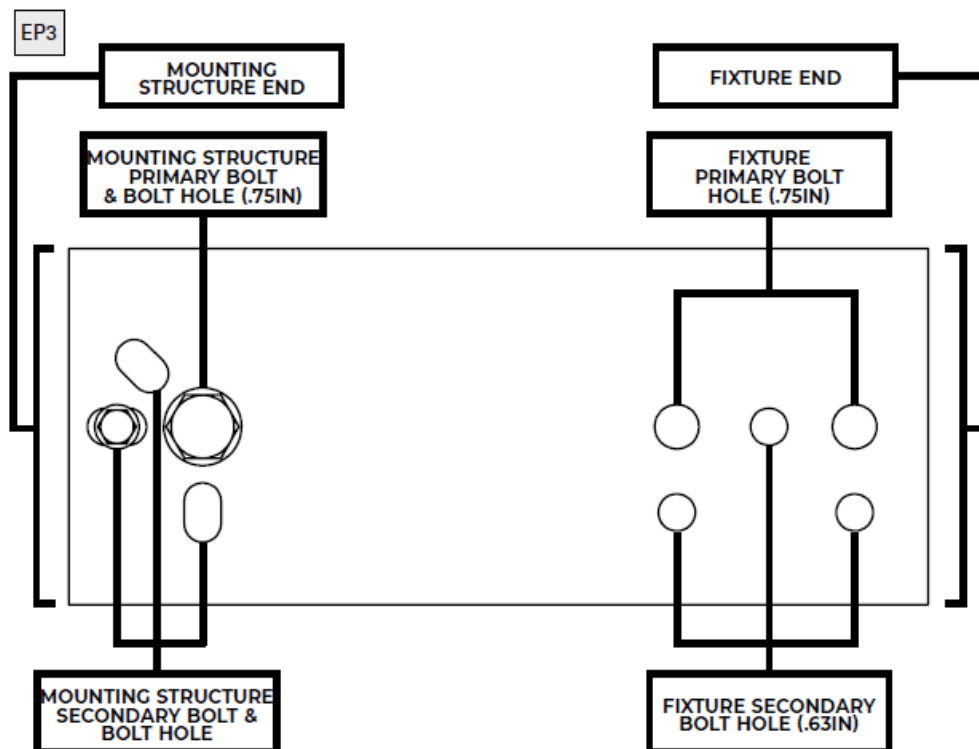 EP3
MOUNTING
STRUCTURE END
FIXTURE END
MOUNTING STRUCTURE
PRIMARY BOLT
& BOLT HOLE (.75IN)
FIXTURE
PRIMARY BOLT
HOLE (.75IN)
MOUNTING STRUCTURE
SECONDARY BOLT &
BOLT HOLE
FIXTURE SECONDARY
BOLT HOLE (.63IN)